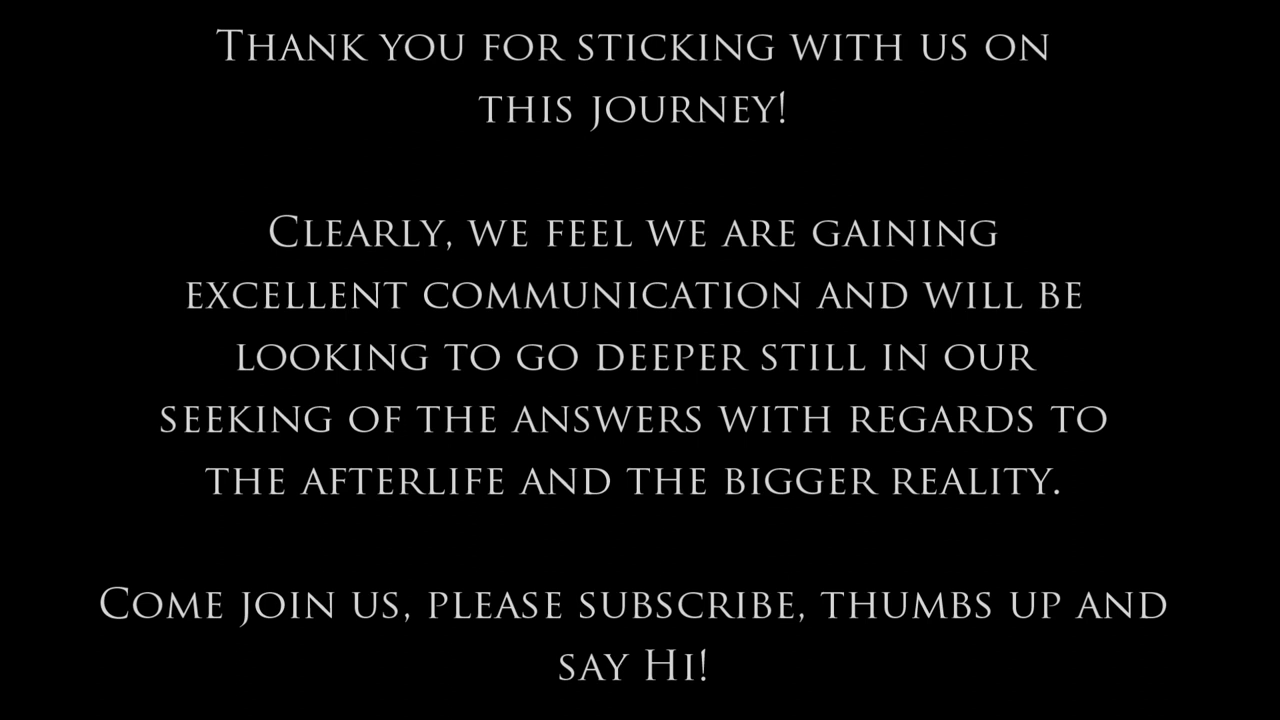 Thank you for sticking with us on
this journey!
Clearly, we feel we are gaining
excellent communication and will be
looking to go deeper still in our
seeking of the answers with regards to
the afterlife and the bigger reality.
Come join us, please subscribe, thumbs up and
say Hi!